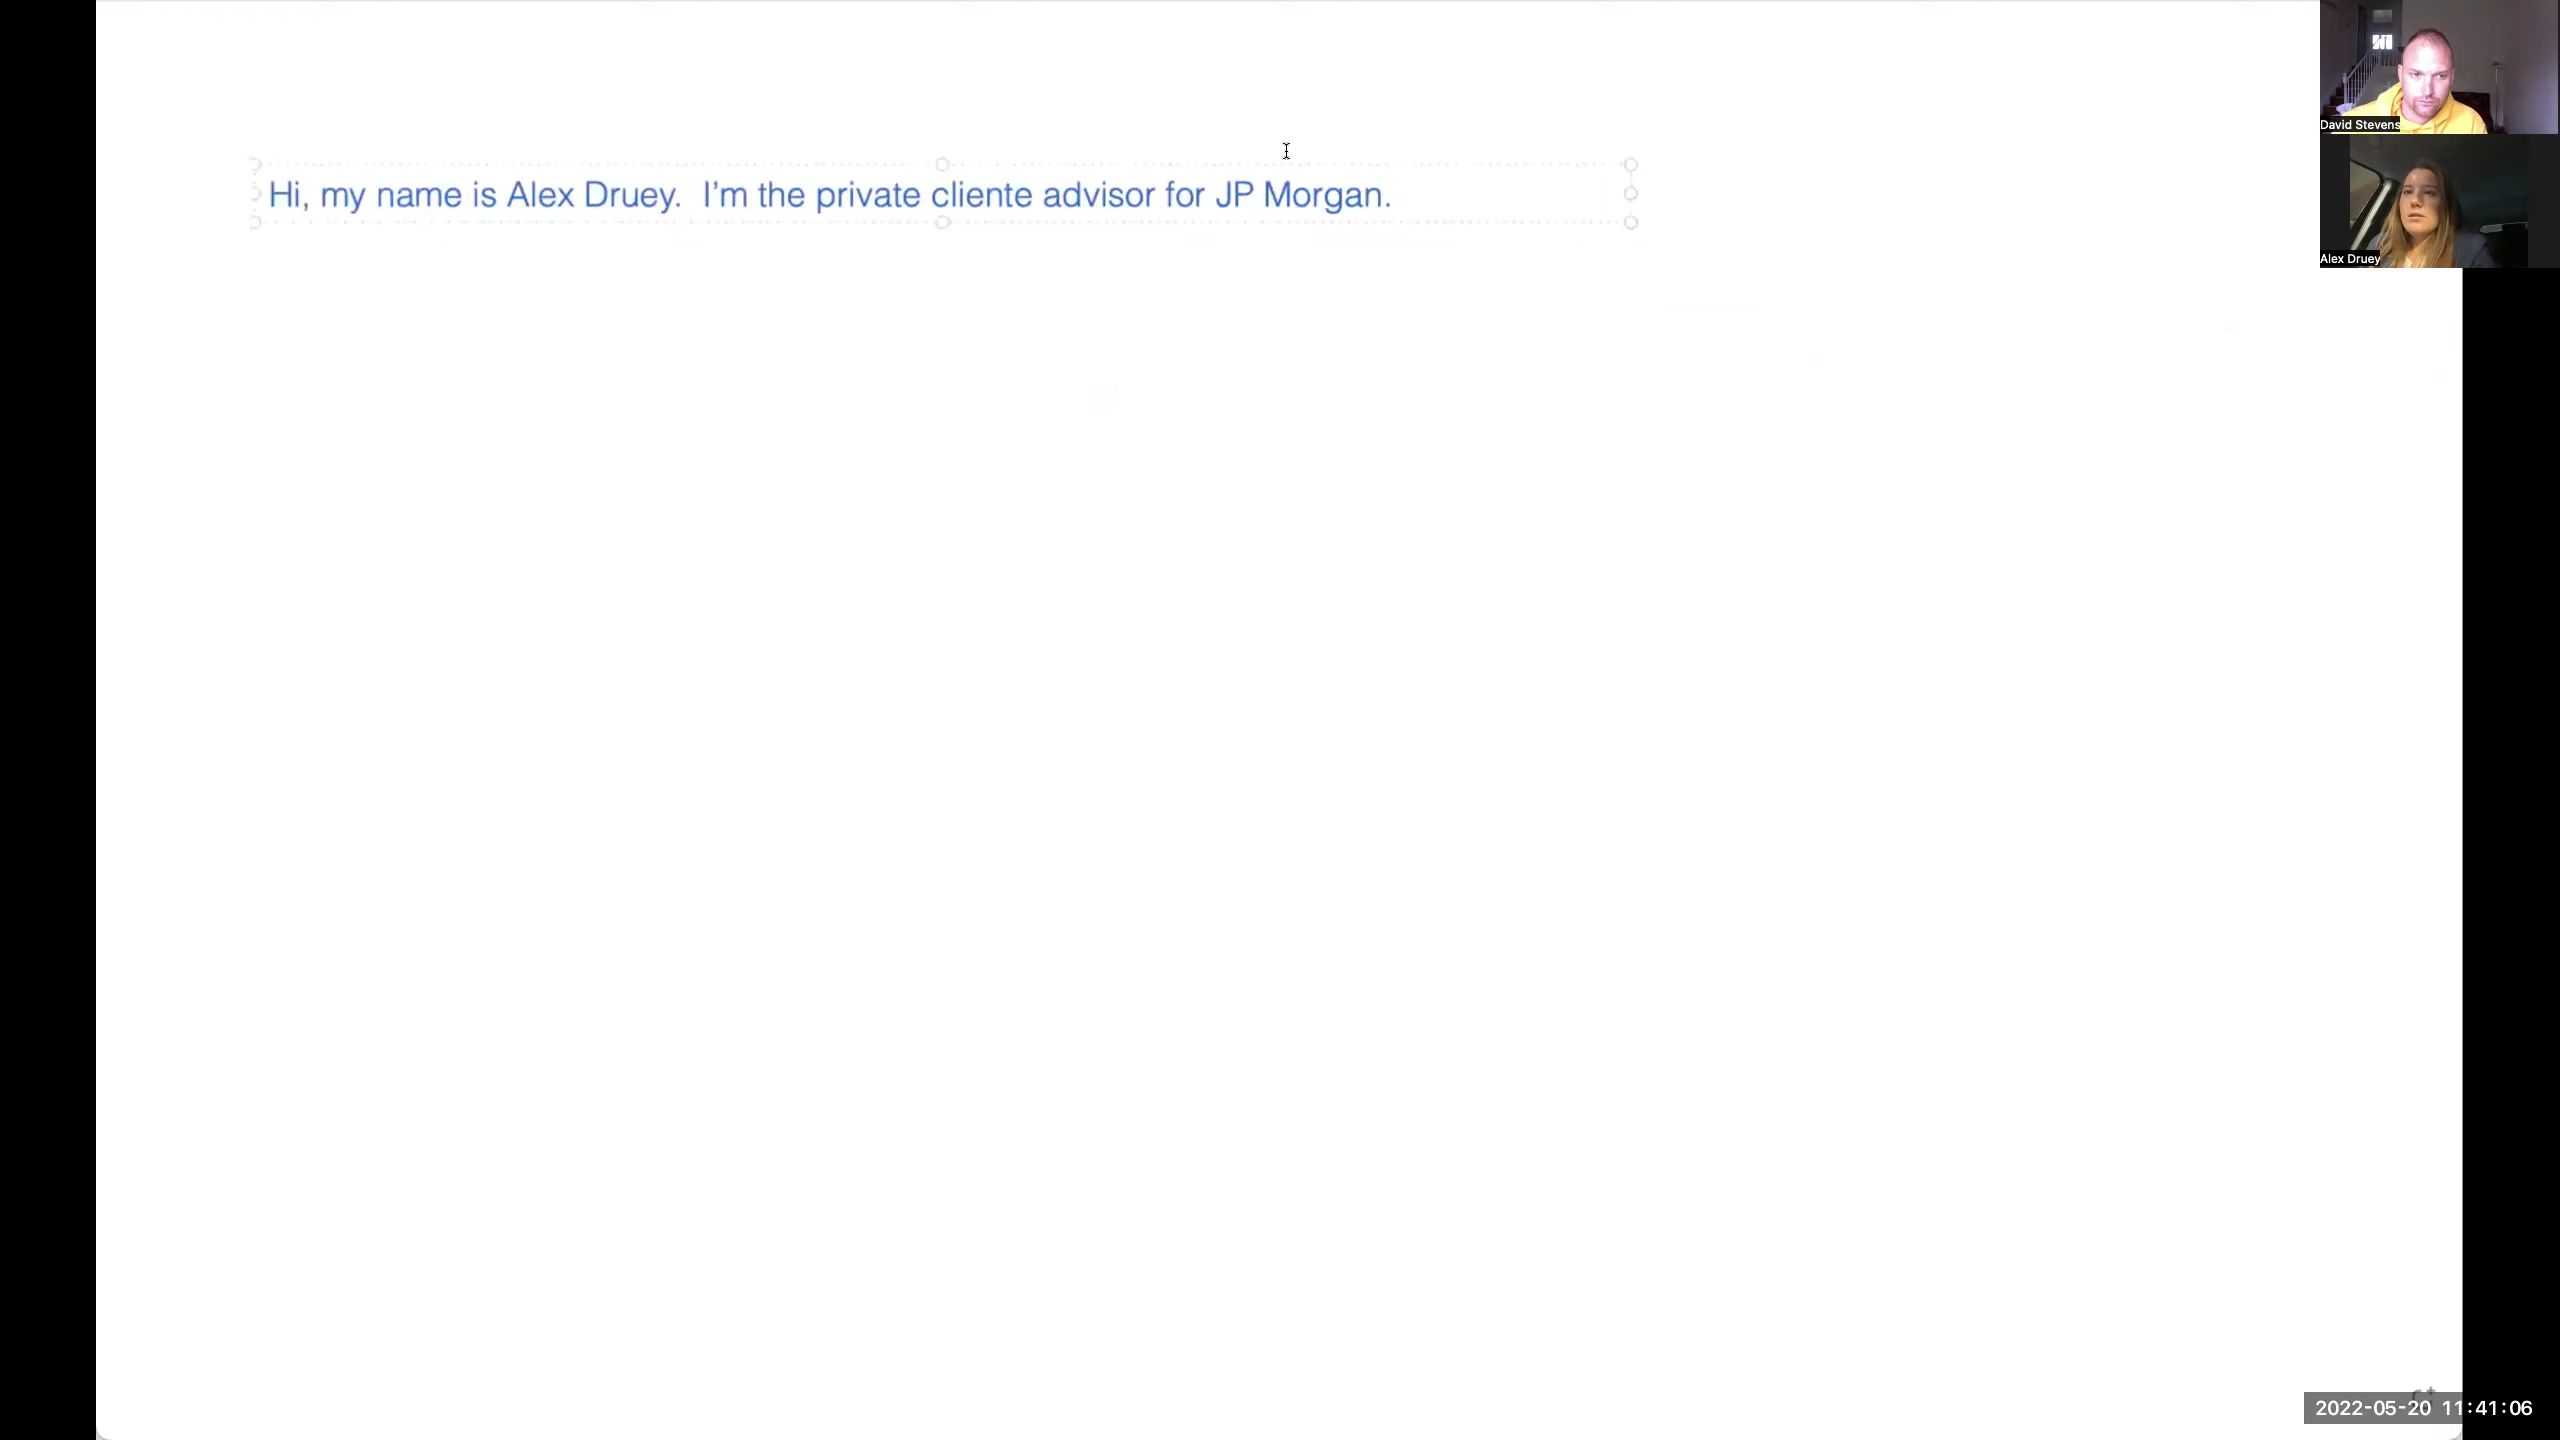 Hi, my name is Alex Druey.  I'm the private cliente advisor for JP Morgan.
David Stevens
Alex Druey
2022-05-20 11:41:06